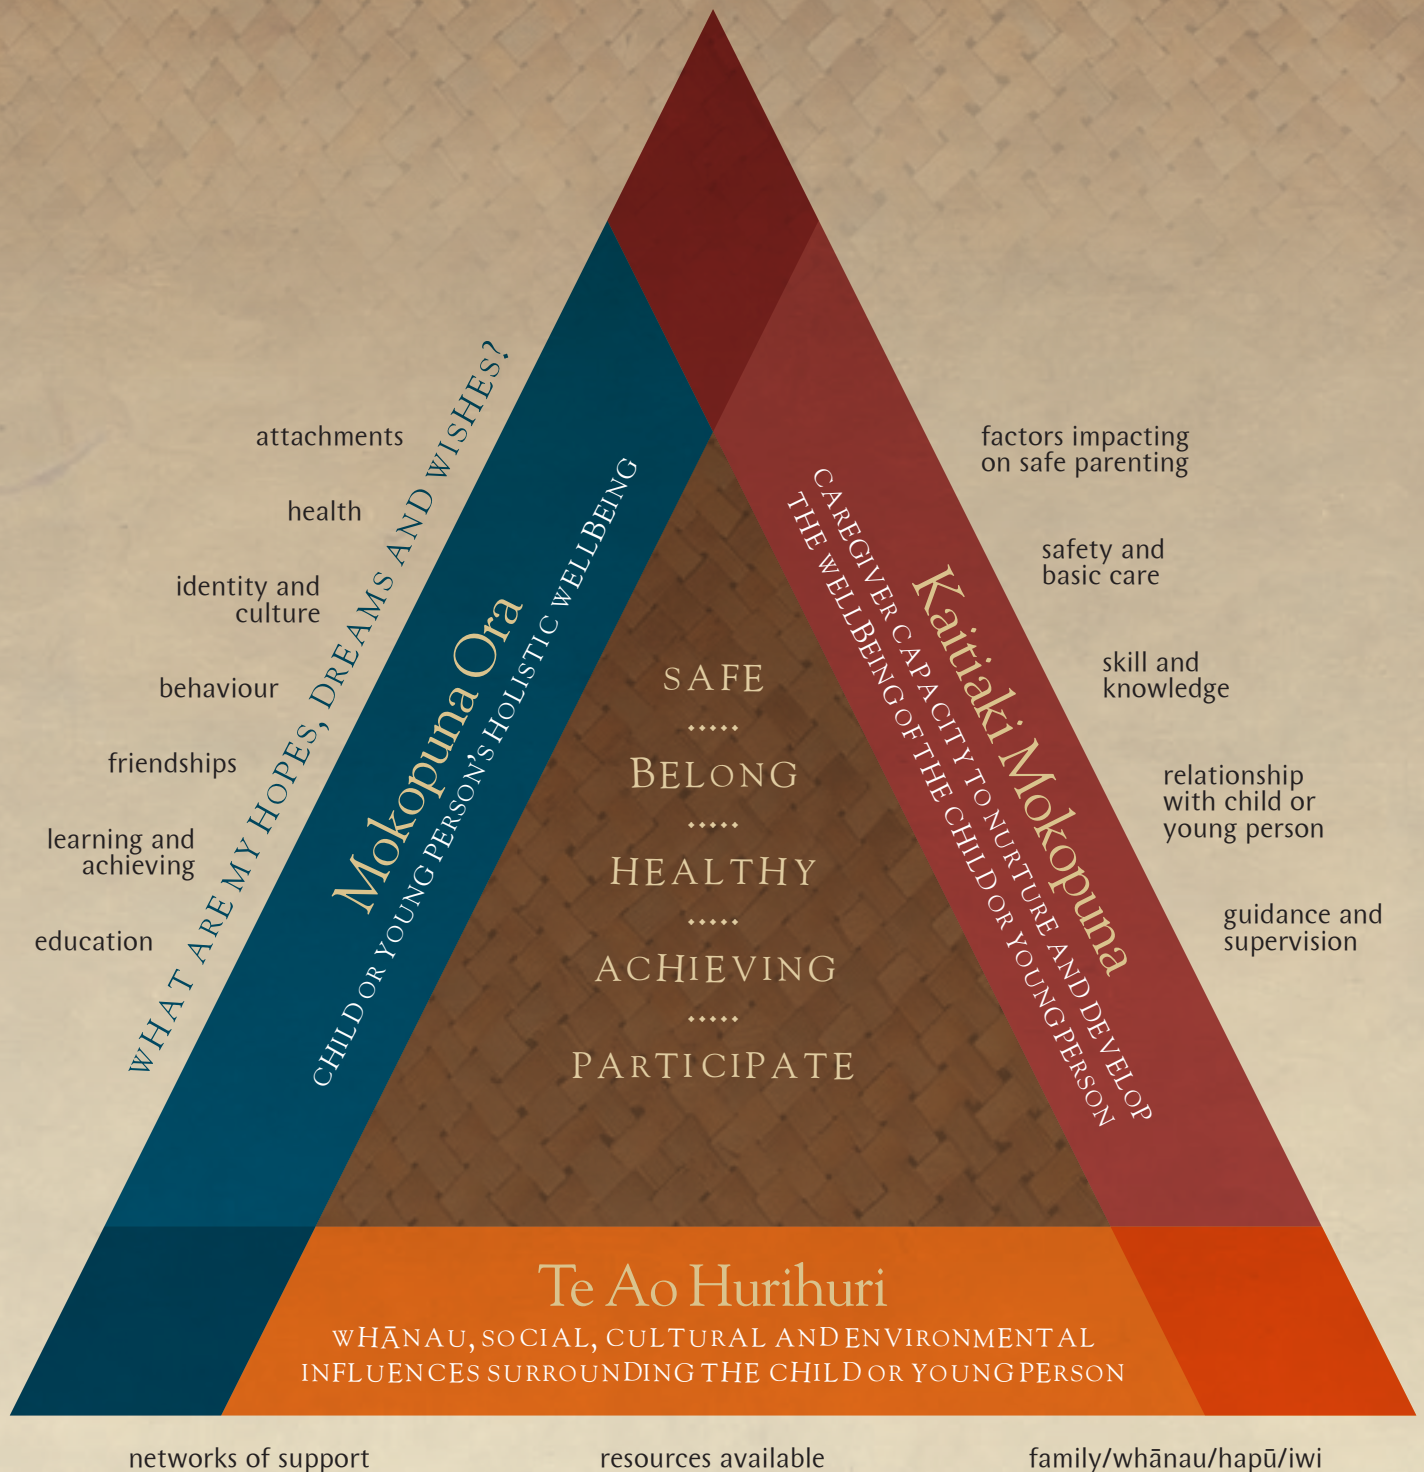 WHAT ARE MY HOPES, DREAMS AND WISHES?
attachments
health
identity and
culture
behaviour
friendships
learning and
achieving
education
Mokopuna Ora
CHILD OR YOUNG PERSON'S HOLISTIC WELLBEING
SAFE
BELONG
HEALTHY
ACHIEVING
PARTICIPATE
Kaitiaki Mokopuna
CAREGIVER CAPACITY TO NURTURE AND DEVELOP
THE WELLBEING OF THE CHILD OR YOUNG PERSON
factors impacting
on safe parenting
safety and
basic care
skill and
knowledge
relationship
with child or
young person
guidance and
supervision
Te Ao Hurihuri
WHĀNAU, SOCIAL, CULTURAL AND ENVIRONMENTAL
INFLUENCES SURROUNDING THE CHILD OR YOUNG PERSON
networks of support
resources available
family/whānau/hapū/iwi